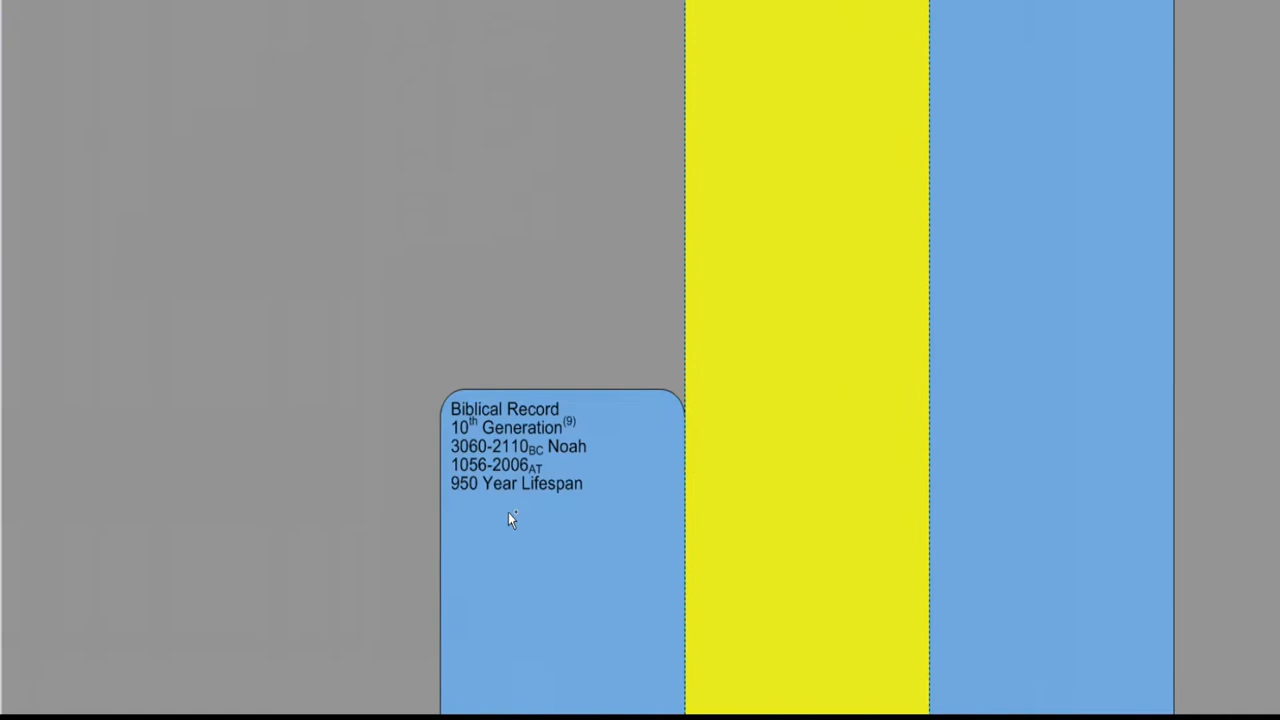 Biblical Record
10th Generation(9)
3060-2110BC Noah
1056-2006AT
950 Year Lifespan